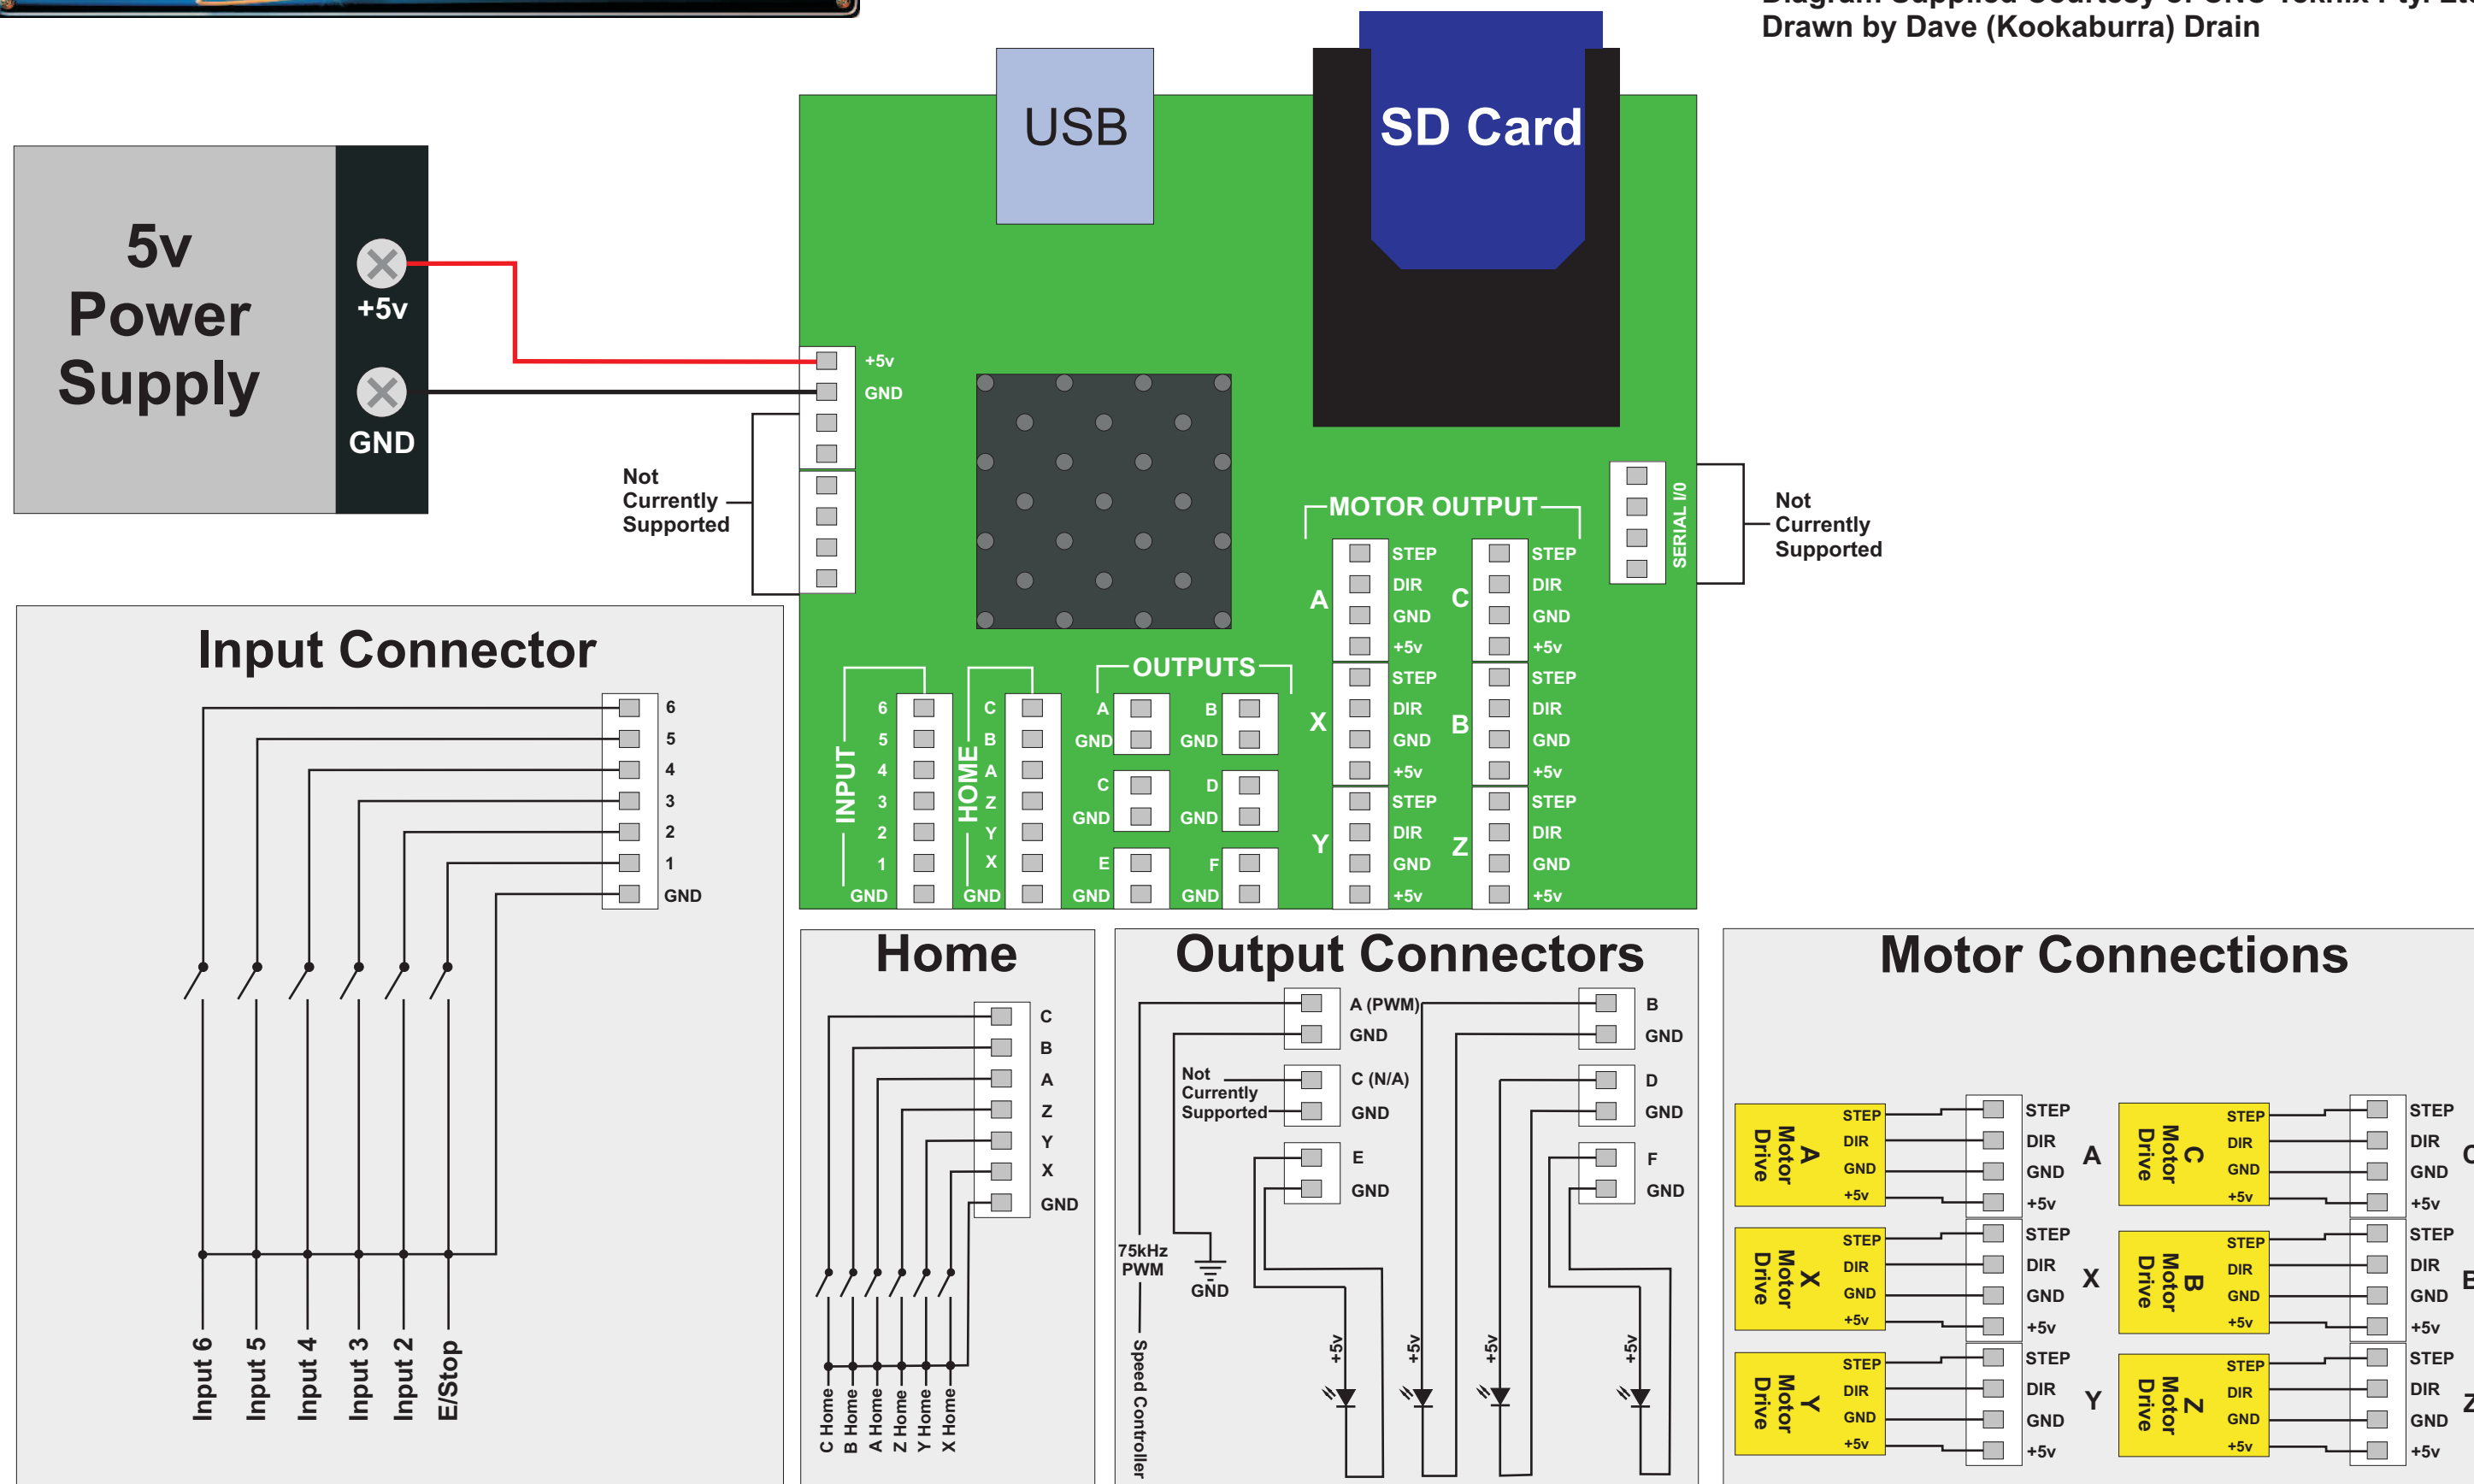 Drawn by Dave (Kookaburra) Drain
USB
SD Card
5v
Power
Supply
+5v
GND
+5v
GND
Not
Currently
Supported
SERIAL I/0
Not
Currently
Supported
MOTOR OUTPUT
A
STEP
DIR
GND
+5v
C
STEP
DIR
GND
+5v
X
STEP
DIR
GND
+5v
B
STEP
DIR
GND
+5v
Y
STEP
DIR
GND
+5v
Z
STEP
DIR
GND
+5v
INPUT
6
5
4
3
2
1
GND
HOME
C
B
A
Z
Y
X
GND
OUTPUTS
A
GND
B
GND
C
GND
D
GND
E
GND
F
GND
Input Connector
6
5
4
3
2
1
GND
Input 6
Input 5
Input 4
Input 3
Input 2
E/Stop
Home
C
B
A
Z
Y
X
GND
C Home
B Home
A Home
Z Home
Y Home
X Home
Output Connectors
A (PWM)
GND
B
GND
Not
Currently
Supported
C (N/A)
GND
D
GND
E
GND
F
GND
75kHz
PWM
GND
Speed Controller
+5v
+5v
+5v
+5v
Motor Connections
A
Motor
Drive
STEP
DIR
GND
+5v
STEP
DIR
GND
+5v
A
C
Motor
Drive
STEP
DIR
GND
+5v
STEP
DIR
GND
+5v
X
Motor
Drive
STEP
DIR
GND
+5v
STEP
DIR
GND
+5v
X
B
Motor
Drive
STEP
DIR
GND
+5v
STEP
DIR
GND
+5v
Y
Motor
Drive
STEP
DIR
GND
+5v
STEP
DIR
GND
+5v
Y
Z
Motor
Drive
STEP
DIR
GND
+5v
STEP
DIR
GND
+5v